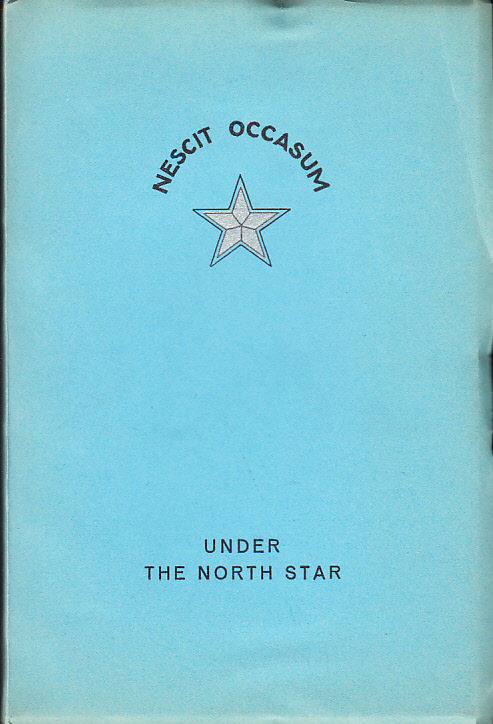 NESCIT OCCASUM
UNDER
THE NORTH STAR